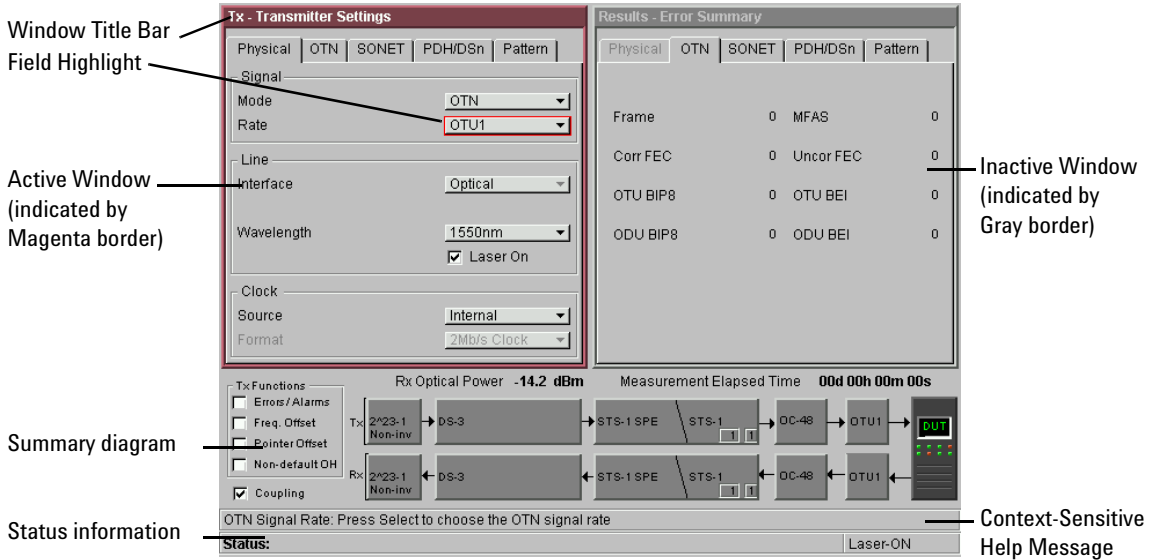 Window Title Bar
Field Highlight
Active Window
(indicated by
Magenta border)
Summary diagram
Status information
Tx - Transmitter Settings
Physical OTN SONET PDH/DSn Pattern
Signal
Mode OTN
Rate OTU1
Line
Interface Optical
Wavelength 1550nm
Laser On
Clock
Source Internal
Format 2Mb/s Clock
Results - Error Summary
Physical OTN SONET PDH/DSn Pattern
Frame 0 MFAS 0
Corr FEC 0 Uncor FEC 0
OTU BIP8 0 OTU BEI 0
ODU BIP8 0 ODU BEI 0
Inactive Window
(indicated by
Gray border)
Rx Optical Power -14.2 dBm Measurement Elapsed Time 00d 00h 00m 00s
Tx Functions
Errors / Alarms
Freq. Offset
Pointer Offset
Non-default OH
Coupling
Tx 2^23-1 Non-inv DS-3 STS-1 SPE STS-1 1 1 OC-48 OTU1 DUT
Rx 2^23-1 Non-inv DS-3 STS-1 SPE STS-1 1 1 OC-48 OTU1
OTN Signal Rate: Press Select to choose the OTN signal rate
Status: Laser-ON
Context-Sensitive
Help Message